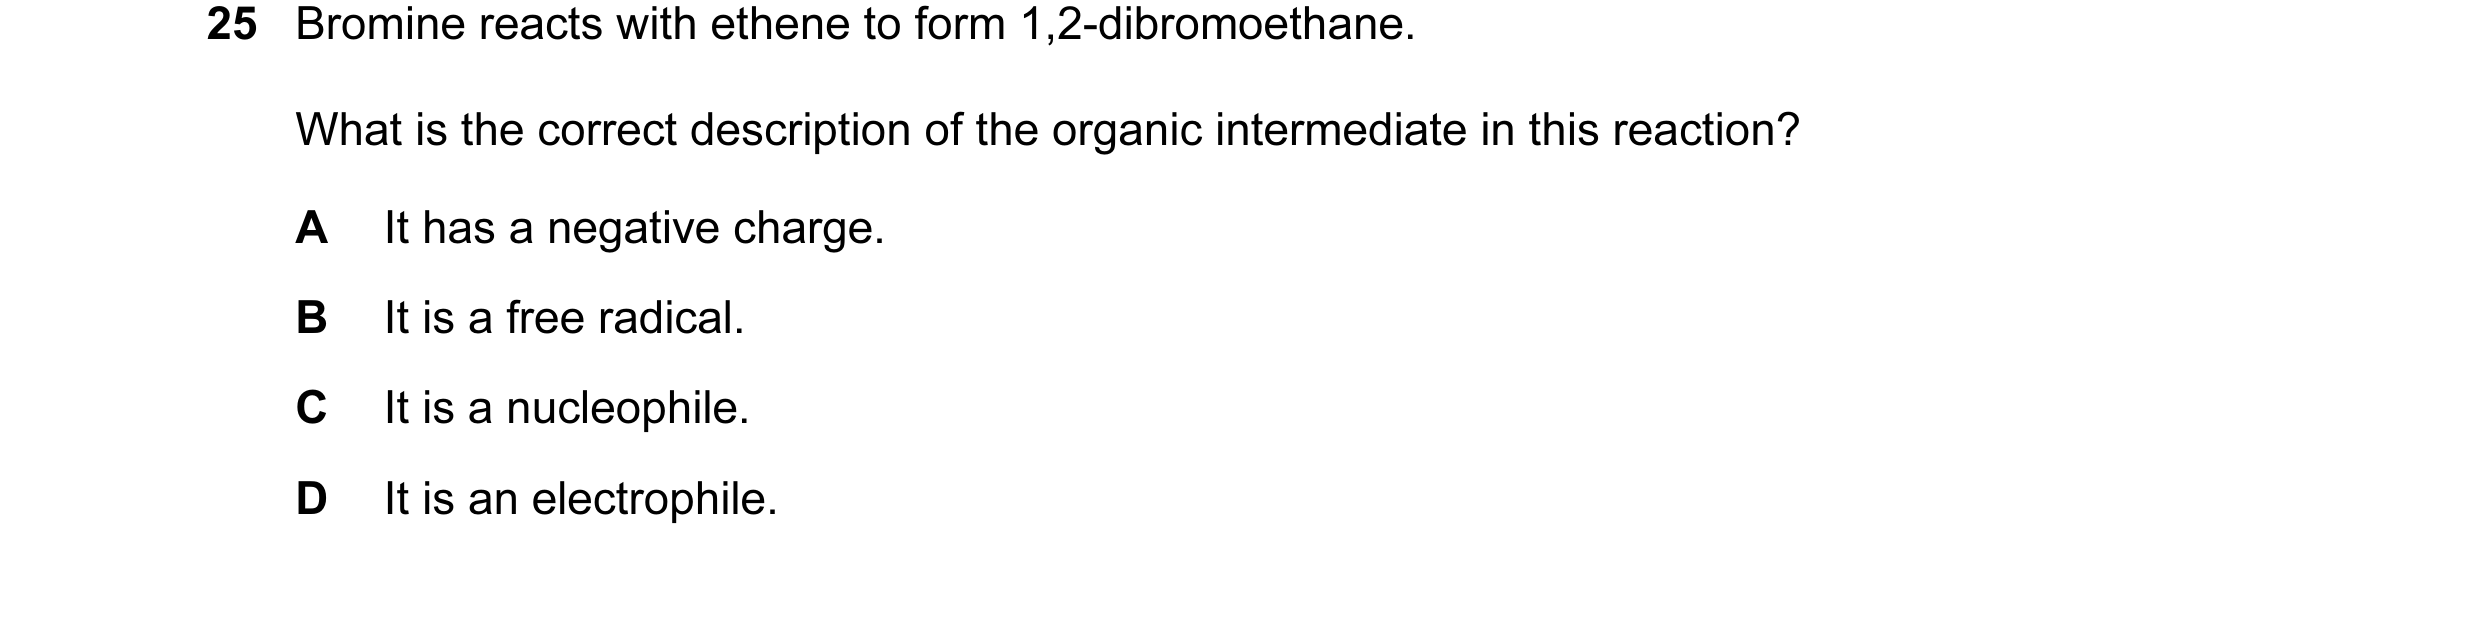 25 Bromine reacts with ethene to form 1,2-dibromoethane.
What is the correct description of the organic intermediate in this reaction?
A It has a negative charge.
B It is a free radical.
C It is a nucleophile.
D It is an electrophile.